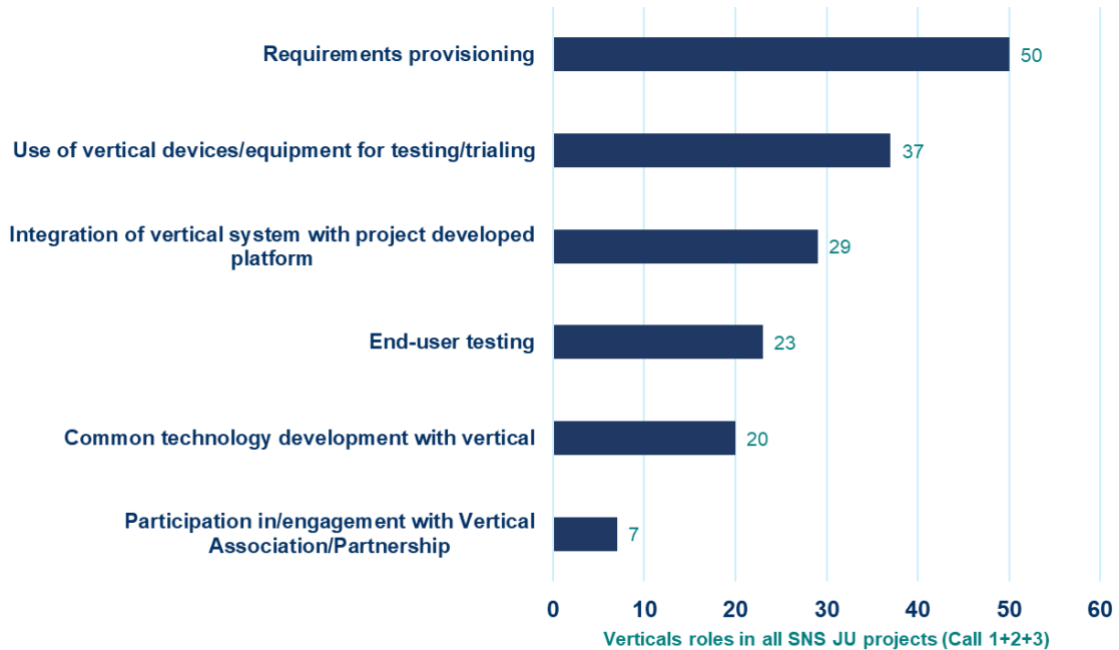 Requirements provisioning
50
Use of vertical devices/equipment for testing/trialing
37
Integration of vertical system with project developed
platform
29
End-user testing
23
Common technology development with vertical
20
Participation in/engagement with Vertical
Association/Partnership
7
0 10 20 30 40 50 60
Verticals roles in all SNS JU projects (Call 1+2+3)